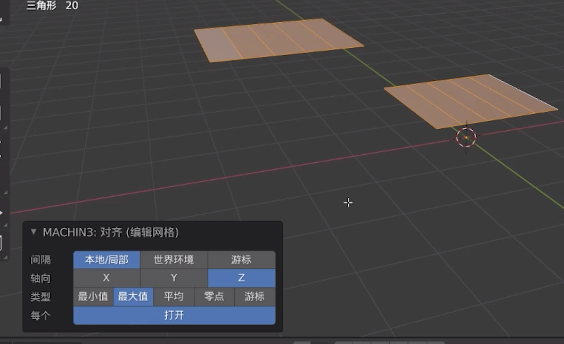 三角形 20
MACHIN3: 对齐 (编辑网格)
间隔 本地/局部 世界环境 游标
轴向 X Y Z
类型 最小值 最大值 平均 零点 游标
每个 打开